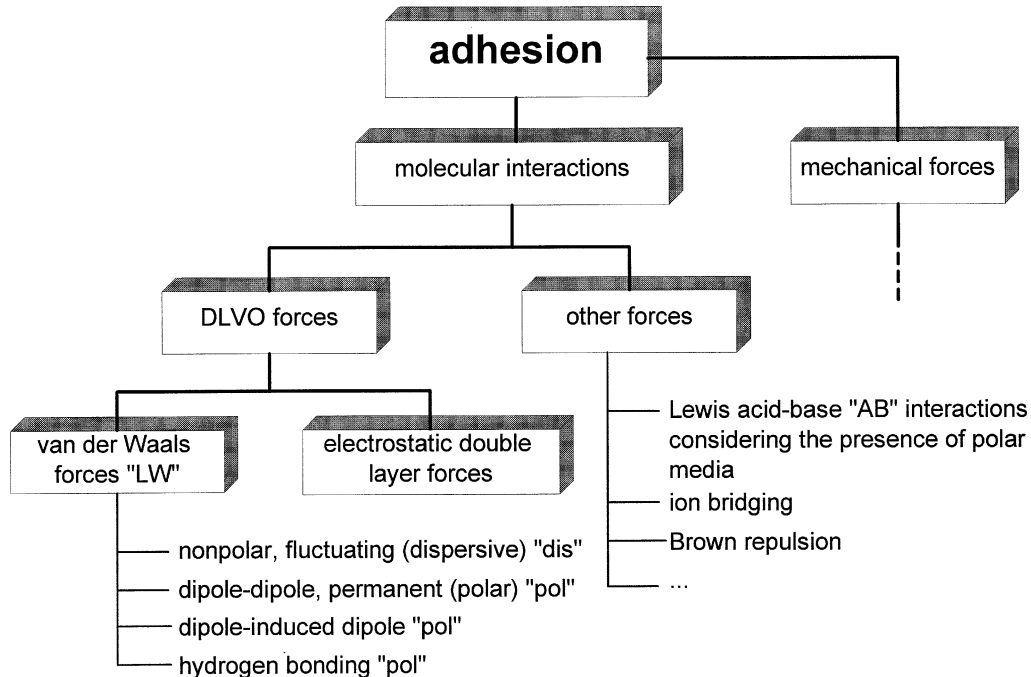 adhesion
molecular interactions
mechanical forces
DLVO forces
other forces
van der Waals
forces "LW"
electrostatic double
layer forces
Lewis acid-base "AB" interactions
considering the presence of polar
media
ion bridging
Brown repulsion
...
nonpolar, fluctuating (dispersive) "dis"
dipole-dipole, permanent (polar) "pol"
dipole-induced dipole "pol"
hydrogen bonding "pol"